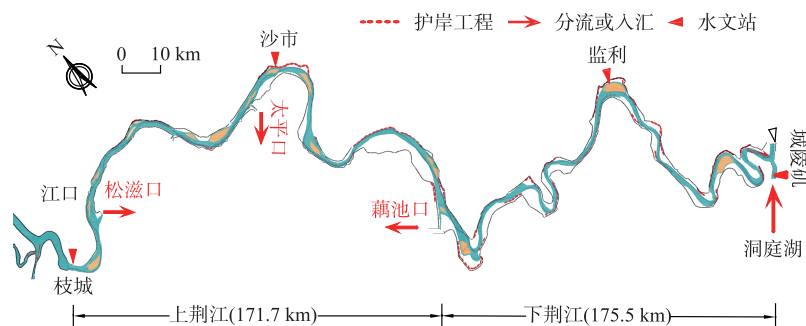 护岸工程 分流或入汇 水文站
N
0 10 km
沙市
监利
太平口
城陵矶
江口
松滋口
藕池口
洞庭湖
枝城
上荆江(171.7 km)
下荆江(175.5 km)